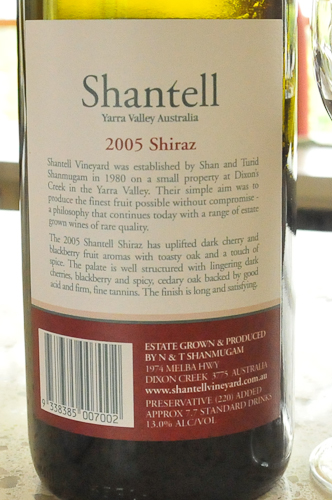 Shantell
Yarra Valley Australia
2005 Shiraz
Shantell Vineyard was established by Shan and Turid
Shanmugam in 1980 on a small property at Dixon's
Creek in the Yarra Valley. Their simple aim was to
produce the finest fruit possible without compromise -
a philosophy that continues today with a range of estate
grown wines of rare quality.
The 2005 Shantell Shiraz has uplifted dark cherry and
blackberry fruit aromas with toasty oak and a touch of
spice. The palate is well structured with lingering dark
cherries, blackberry and spicy, cedary oak backed by good
acid and firm, fine tannins. The finish is long and satisfying.
ESTATE GROWN & PRODUCED
BY N & T SHANMUGAM
1974 MELBA HWY
DIXON CREEK 3775 AUSTRALIA
www.shantellvineyard.com.au
PRESERVATIVE (220) ADDED
APPROX 7.7 STANDARD DRINKS
13.0% ALC/VOL
9 338385 007002